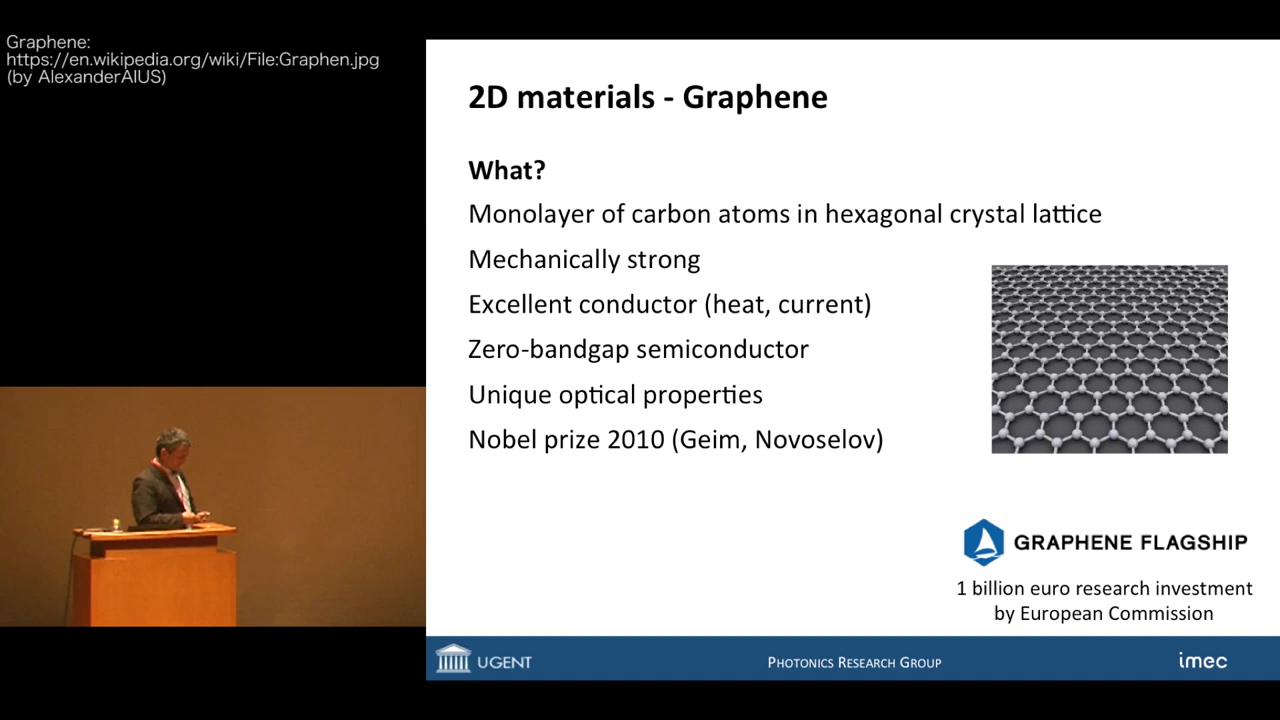 Graphene:
https://en.wikipedia.org/wiki/File:Graphen.jpg
(by AlexanderAlUS)
2D materials - Graphene
What?
Monolayer of carbon atoms in hexagonal crystal lattice
Mechanically strong
Excellent conductor (heat, current)
Zero-bandgap semiconductor
Unique optical properties
Nobel prize 2010 (Geim, Novoselov)
GRAPHENE FLAGSHIP
1 billion euro research investment
by European Commission
UGENT
PHOTONICS RESEARCH GROUP
imec